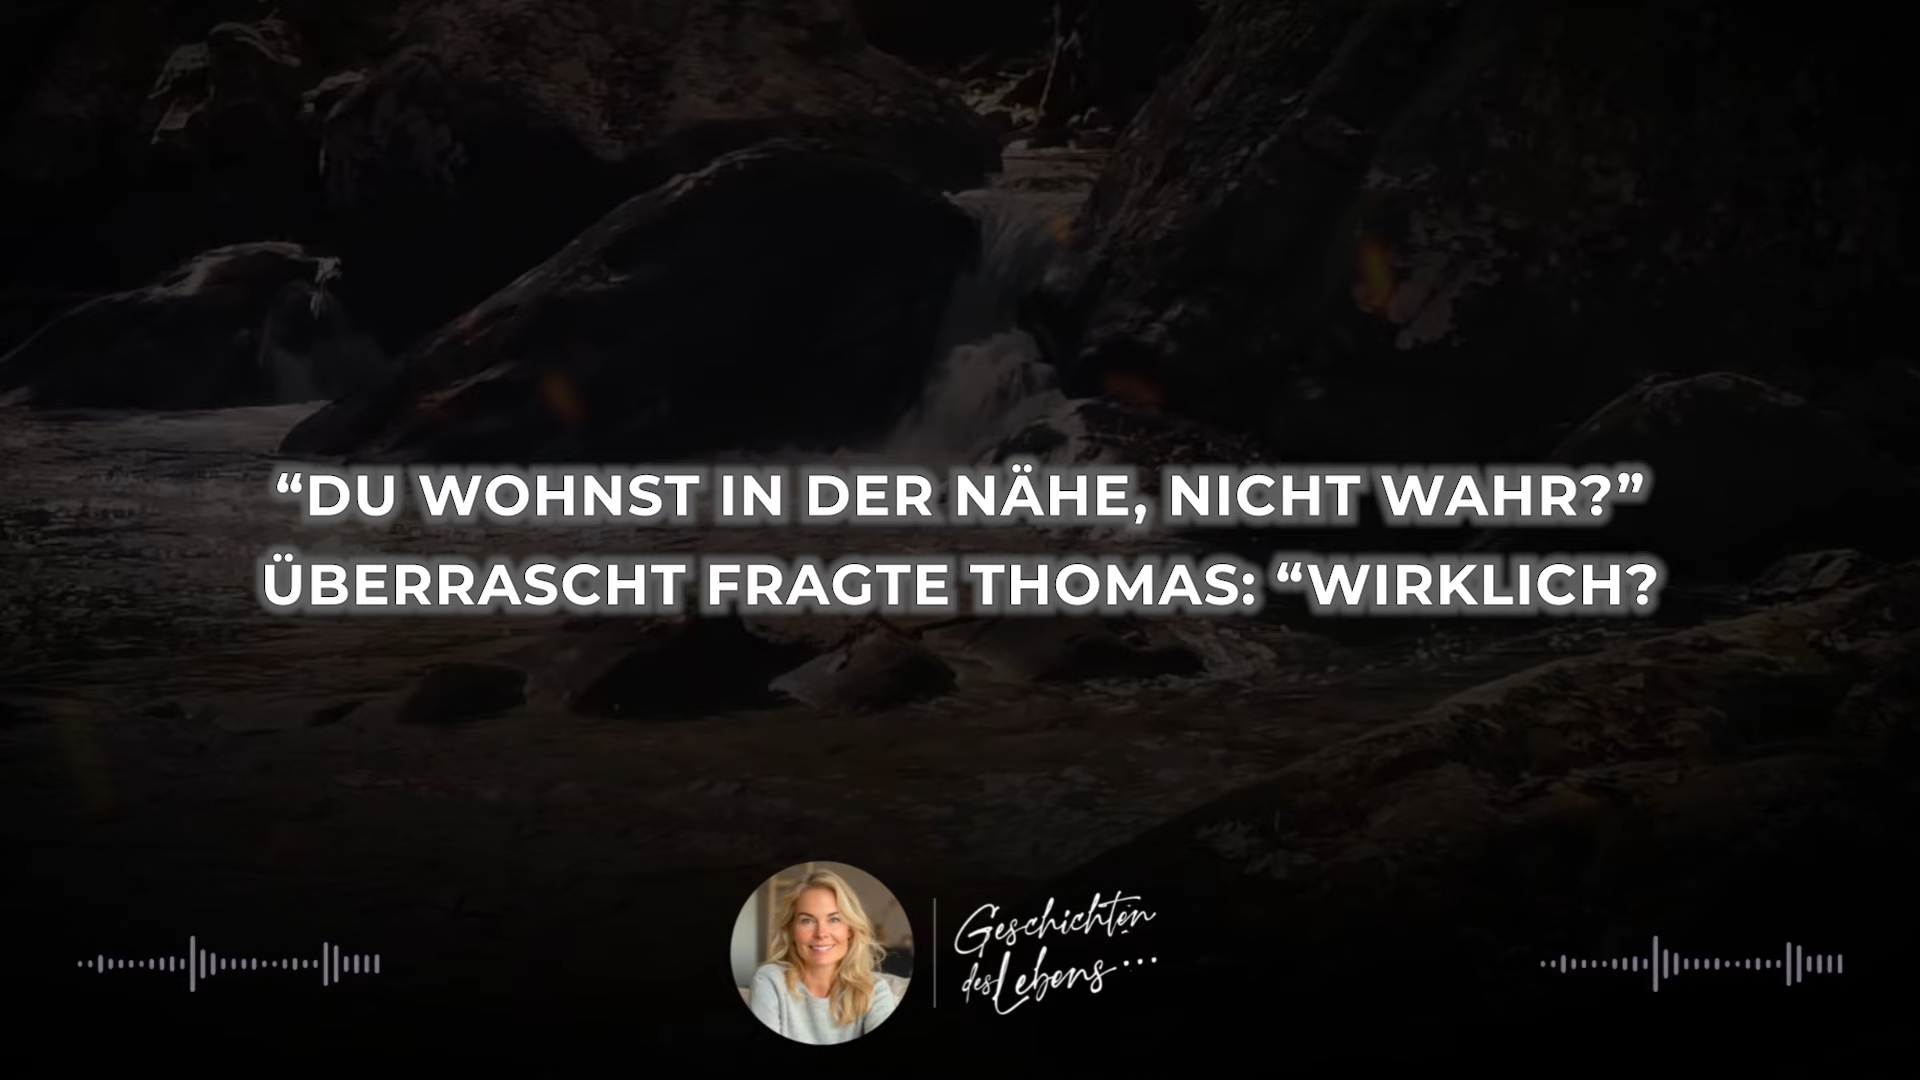 “DU WOHNST IN DER NÄHE, NICHT WAHR?”
ÜBERRASCHT FRAGTE THOMAS: “WIRKLICH?
Geschichten
des Lebens...